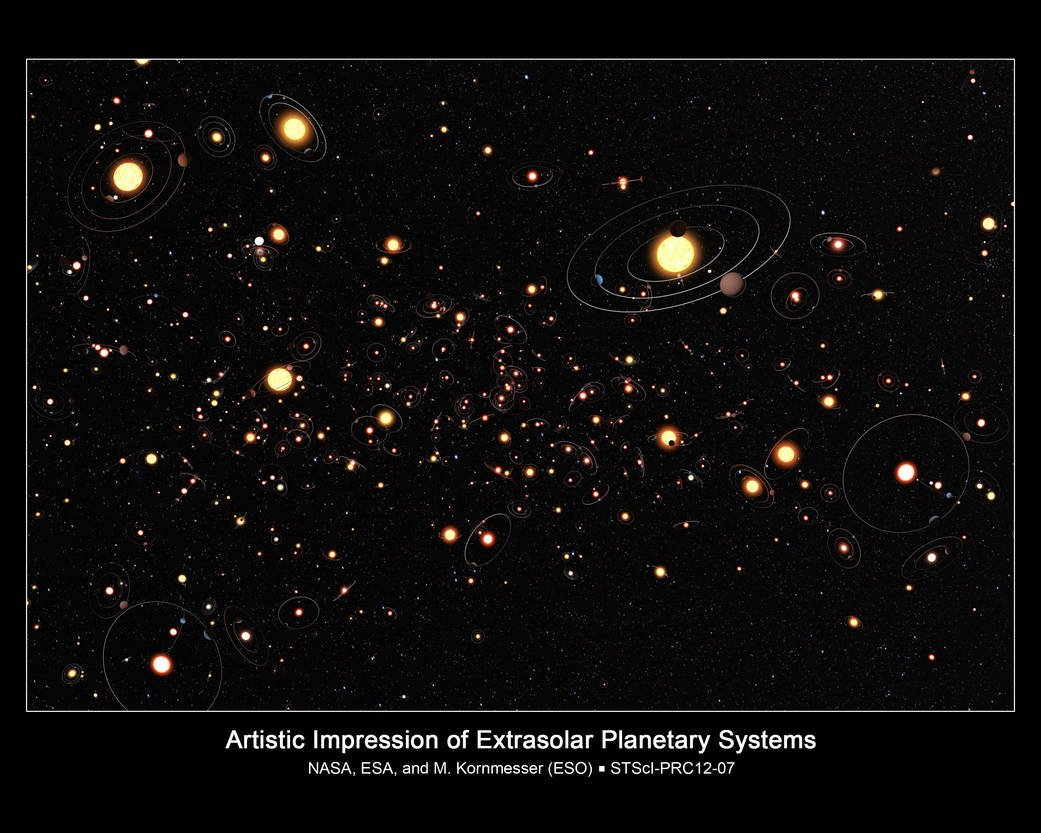 Artistic Impression of Extrasolar Planetary Systems
NASA, ESA, and M. Kornmesser (ESO) ▪ STScI-PRC12-07